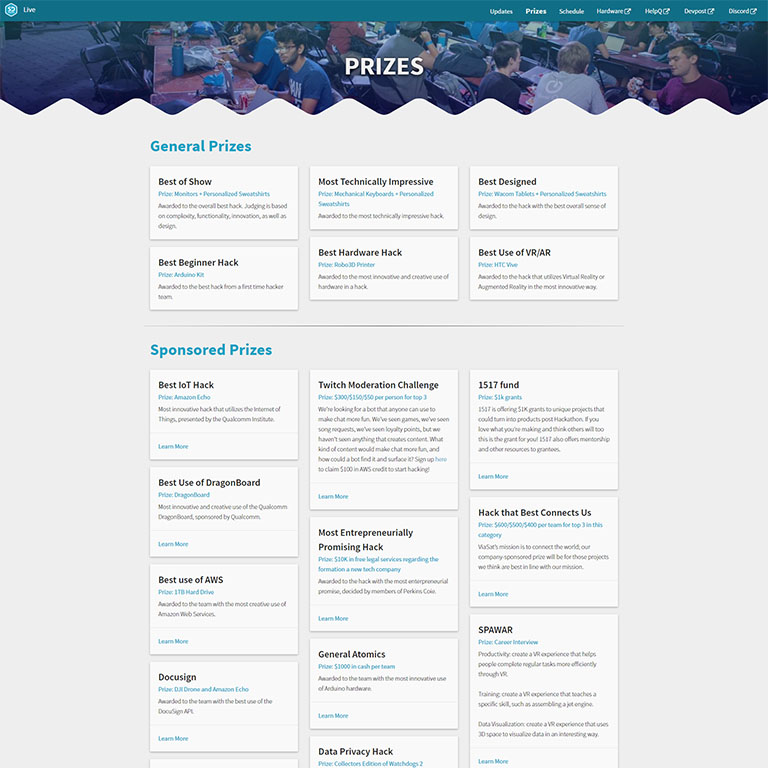 Live
Updates
Prizes
Schedule
Hardware
HelpQ
Devpost
Discord
PRIZES
General Prizes
Best of Show
Prize: Monitors + Personalized Sweatshirts
Awarded to the overall best hack. Judging is based
on complexity, functionality, innovation, as well as
design.
Best Beginner Hack
Prize: Arduino Kit
Awarded to the best hack from a first time hacker
team.
Most Technically Impressive
Prize: Mechanical Keyboards + Personalized
Sweatshirts
Awarded to the most technically impressive hack.
Best Hardware Hack
Prize: Robo3D Printer
Awarded to the most innovative and creative use of
hardware in a hack.
Best Designed
Prize: Wacom Tablets + Personalized Sweatshirts
Awarded to the hack with the best overall sense of
design.
Best Use of VR/AR
Prize: HTC Vive
Awarded to the hack that utilizes Virtual Reality or
Augmented Reality in the most innovative way.
Sponsored Prizes
Best IoT Hack
Prize: Amazon Echo
Most innovative hack that utilizes the Internet of
Things, presented by the Qualcomm Institute.
Learn More
Best Use of DragonBoard
Prize: DragonBoard
Most innovative and creative use of the Qualcomm
DragonBoard, sponsored by Qualcomm.
Learn More
Best use of AWS
Prize: 1TB Hard Drive
Awarded to the team with the most creative use of
Amazon Web Services.
Learn More
Docusign
Prize: DJI Drone and Amazon Echo
Awarded to the team with the best use of the
DocuSign API.
Learn More
Twitch Moderation Challenge
Prize: $300/$150/$50 per person for top 3
We're looking for a bot that anyone can use to
make chat more fun. We've seen games, we've seen
song requests, we've seen loyalty points, but we
haven't seen anything that creates content. What
kind of content would make chat more fun, and
how could a bot find it and surface it? Sign up here
to claim $100 in AWS credit to start hacking!
Learn More
Most Entrepreneurially
Promising Hack
Prize: $10K in free legal services regarding the
formation a new tech company
Awarded to the hack with the most enterpreneurial
promise, decided by members of Perkins Coie.
Learn More
General Atomics
Prize: $1000 in cash per team
Awarded to the team with the most innovative use
of Arduino hardware.
Learn More
Data Privacy Hack
Prize: Collectors Edition of Watchdogs 2
1517 fund
Prize: $1k grants
1517 is offering $1K grants to unique projects that
could turn into products post Hackathon. If you
love what you're making and think others will too
this is the grant for you! 1517 also offers mentorship
and other resources to grantees.
Learn More
Hack that Best Connects Us
Prize: $600/$500/$400 per team for top 3 in this
category
ViaSat's mission is to connect the world; our
company-sponsored prize will be for those projects
we think are best in line with our mission.
Learn More
SPAWAR
Prize: Career Interview
Productivity: create a VR experience that helps
people complete regular tasks more efficiently
through VR.
Training: create a VR experience that teaches a
specific skill, such as assembling a jet engine.
Data Visualization: create a VR experience that uses
3D space to visualize data in an interesting way.
Learn More